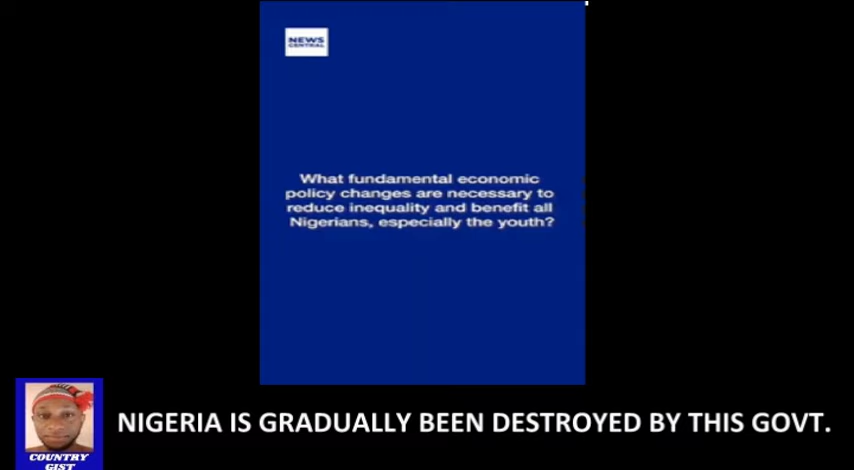 NEWS
CENTRAL
What fundamental economic
policy changes are necessary to
reduce inequality and benefit all
Nigerians, especially the youth?
NIGERIA IS GRADUALLY BEEN DESTROYED BY THIS GOVT.
COUNTRY
GIST